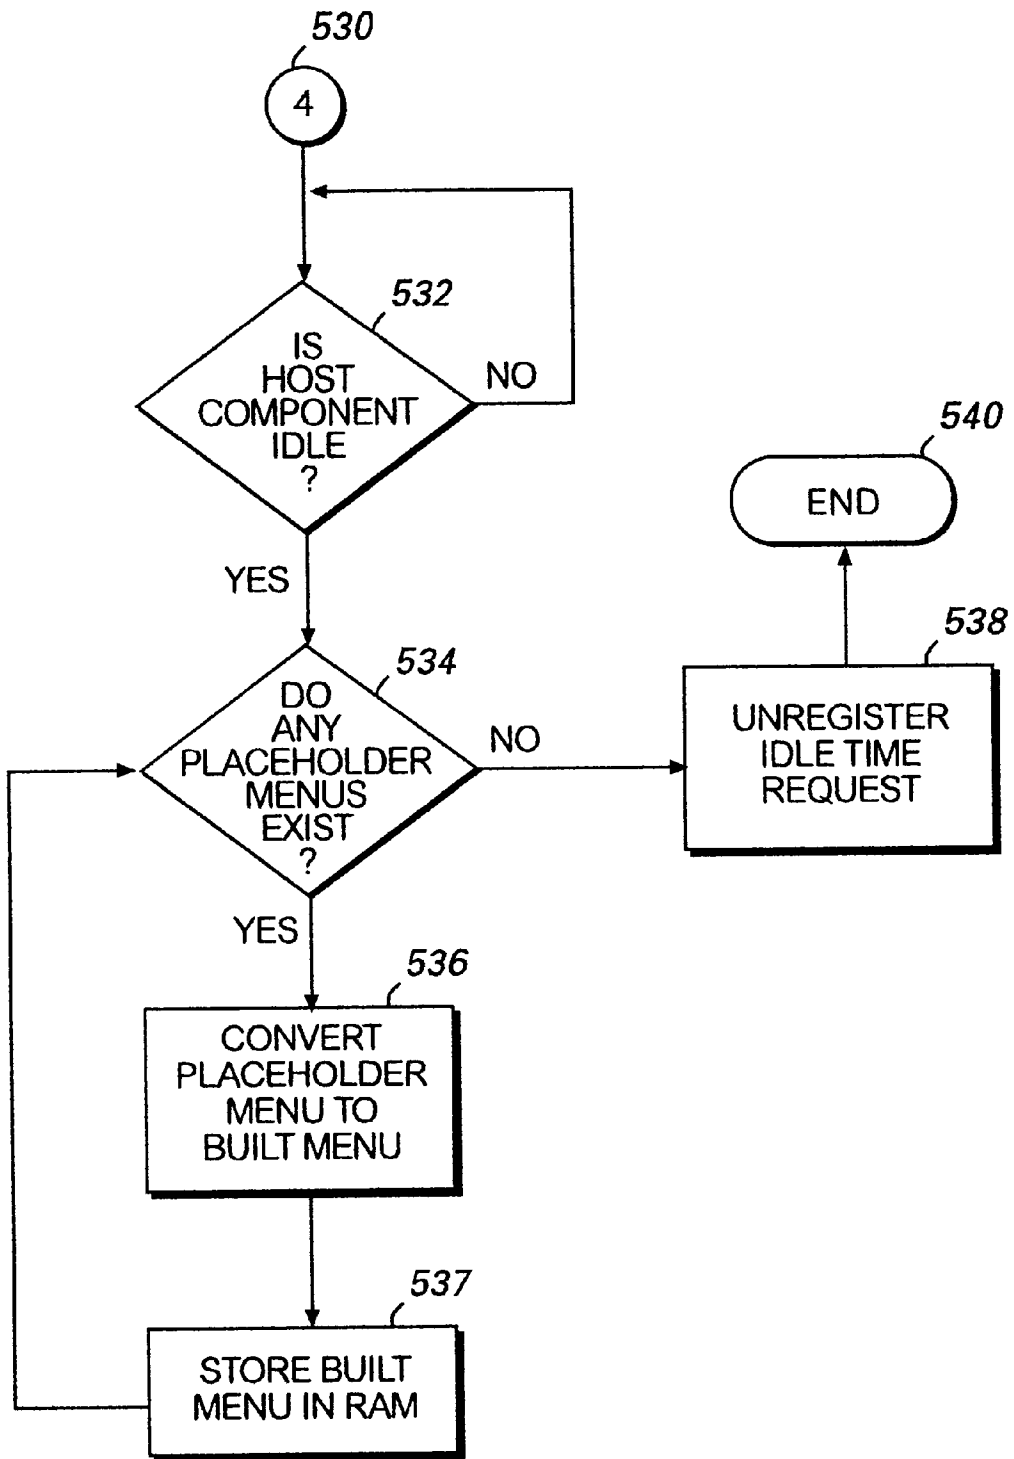 530
4
532
IS
HOST
COMPONENT
IDLE
?
NO
YES
540
END
534
DO
ANY
PLACEHOLDER
MENUS
EXIST
?
NO
538
UNREGISTER
IDLE TIME
REQUEST
YES
536
CONVERT
PLACEHOLDER
MENU TO
BUILT MENU
537
STORE BUILT
MENU IN RAM